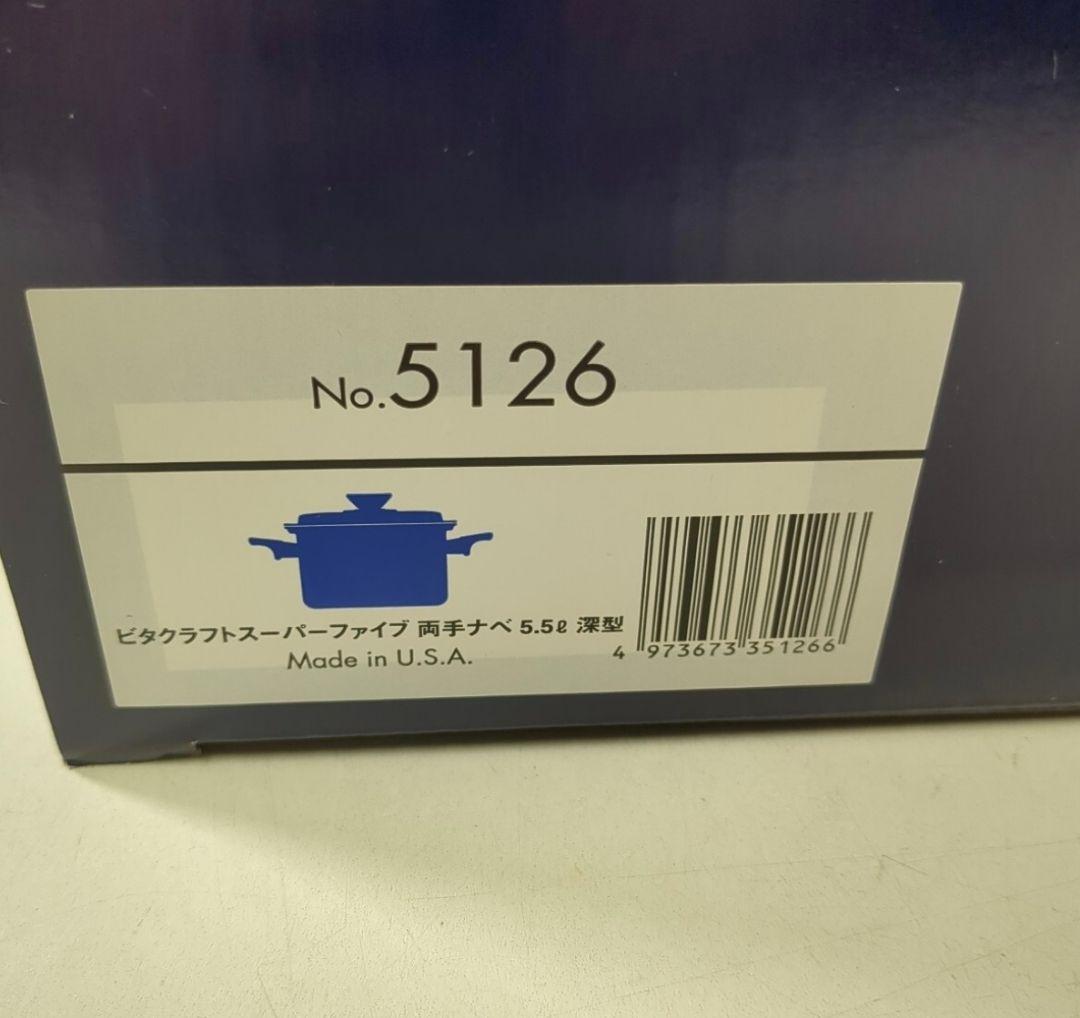 No.5126
ビタクラフトスーパーファイブ 両手ナベ 5.5ℓ 深型
Made in U.S.A.
4 973673 351266